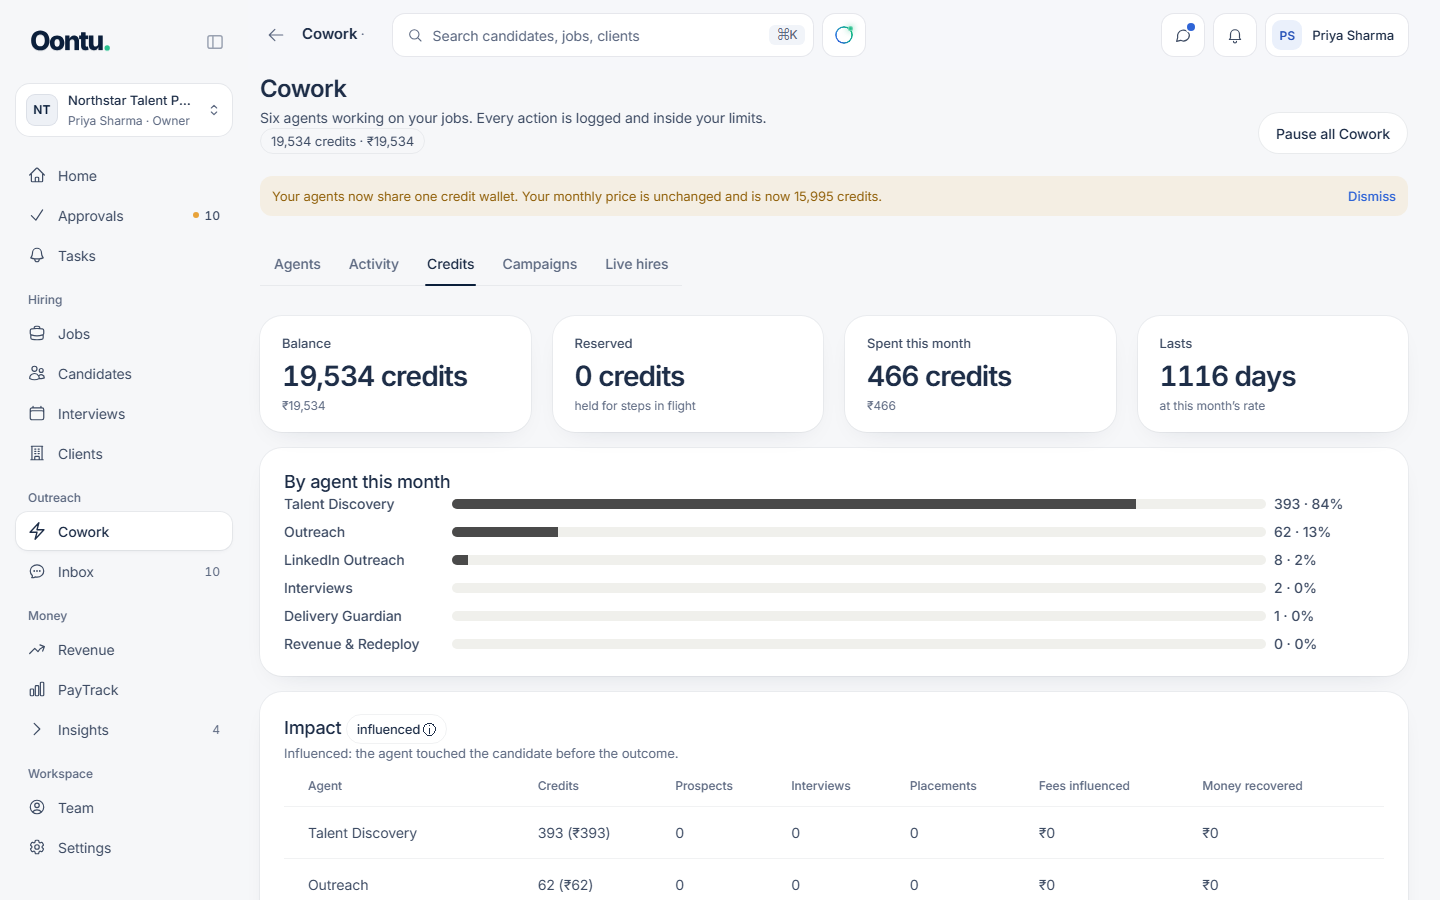 Oontu.
NT
Northstar Talent P...
Priya Sharma · Owner
Home
Approvals 10
Tasks
Hiring
Jobs
Candidates
Interviews
Clients
Outreach
Cowork
Inbox 10
Money
Revenue
PayTrack
Insights 4
Workspace
Team
Settings
Cowork ·
Search candidates, jobs, clients ⌘K
PS Priya Sharma
Cowork
Six agents working on your jobs. Every action is logged and inside your limits.
19,534 credits · ₹19,534
Pause all Cowork
Your agents now share one credit wallet. Your monthly price is unchanged and is now 15,995 credits. Dismiss
Agents Activity Credits Campaigns Live hires
Balance
19,534 credits
₹19,534
Reserved
0 credits
held for steps in flight
Spent this month
466 credits
₹466
Lasts
1116 days
at this month's rate
By agent this month
Talent Discovery 393 · 84%
Outreach 62 · 13%
LinkedIn Outreach 8 · 2%
Interviews 2 · 0%
Delivery Guardian 1 · 0%
Revenue & Redeploy 0 · 0%
Impact influenced ⓘ
Influenced: the agent touched the candidate before the outcome.
Agent Credits Prospects Interviews Placements Fees influenced Money recovered
Talent Discovery 393 (₹393) 0 0 0 ₹0 ₹0
Outreach 62 (₹62) 0 0 0 ₹0 ₹0